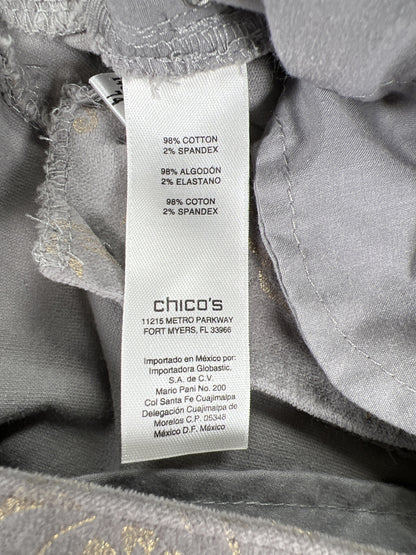 98% COTTON
2% SPANDEX
98% ALGODÓN
2% ELASTANO
98% COTON
2% SPANDEX
chico's
11215 METRO PARKWAY
FORT MYERS, FL 33966
Importado en México por:
Importadora Globastic.
S.A. de C.V.
Mario Pani No. 200
Col Santa Fe Cuajimalpa
Delegación Cuajimalpa de
Morelos C.P. 05348
México D.F. México